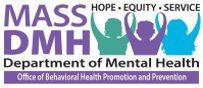 MASS
DMH
HOPE • EQUITY • SERVICE
Department of Mental Health
Office of Behavioral Health Promotion and Prevention